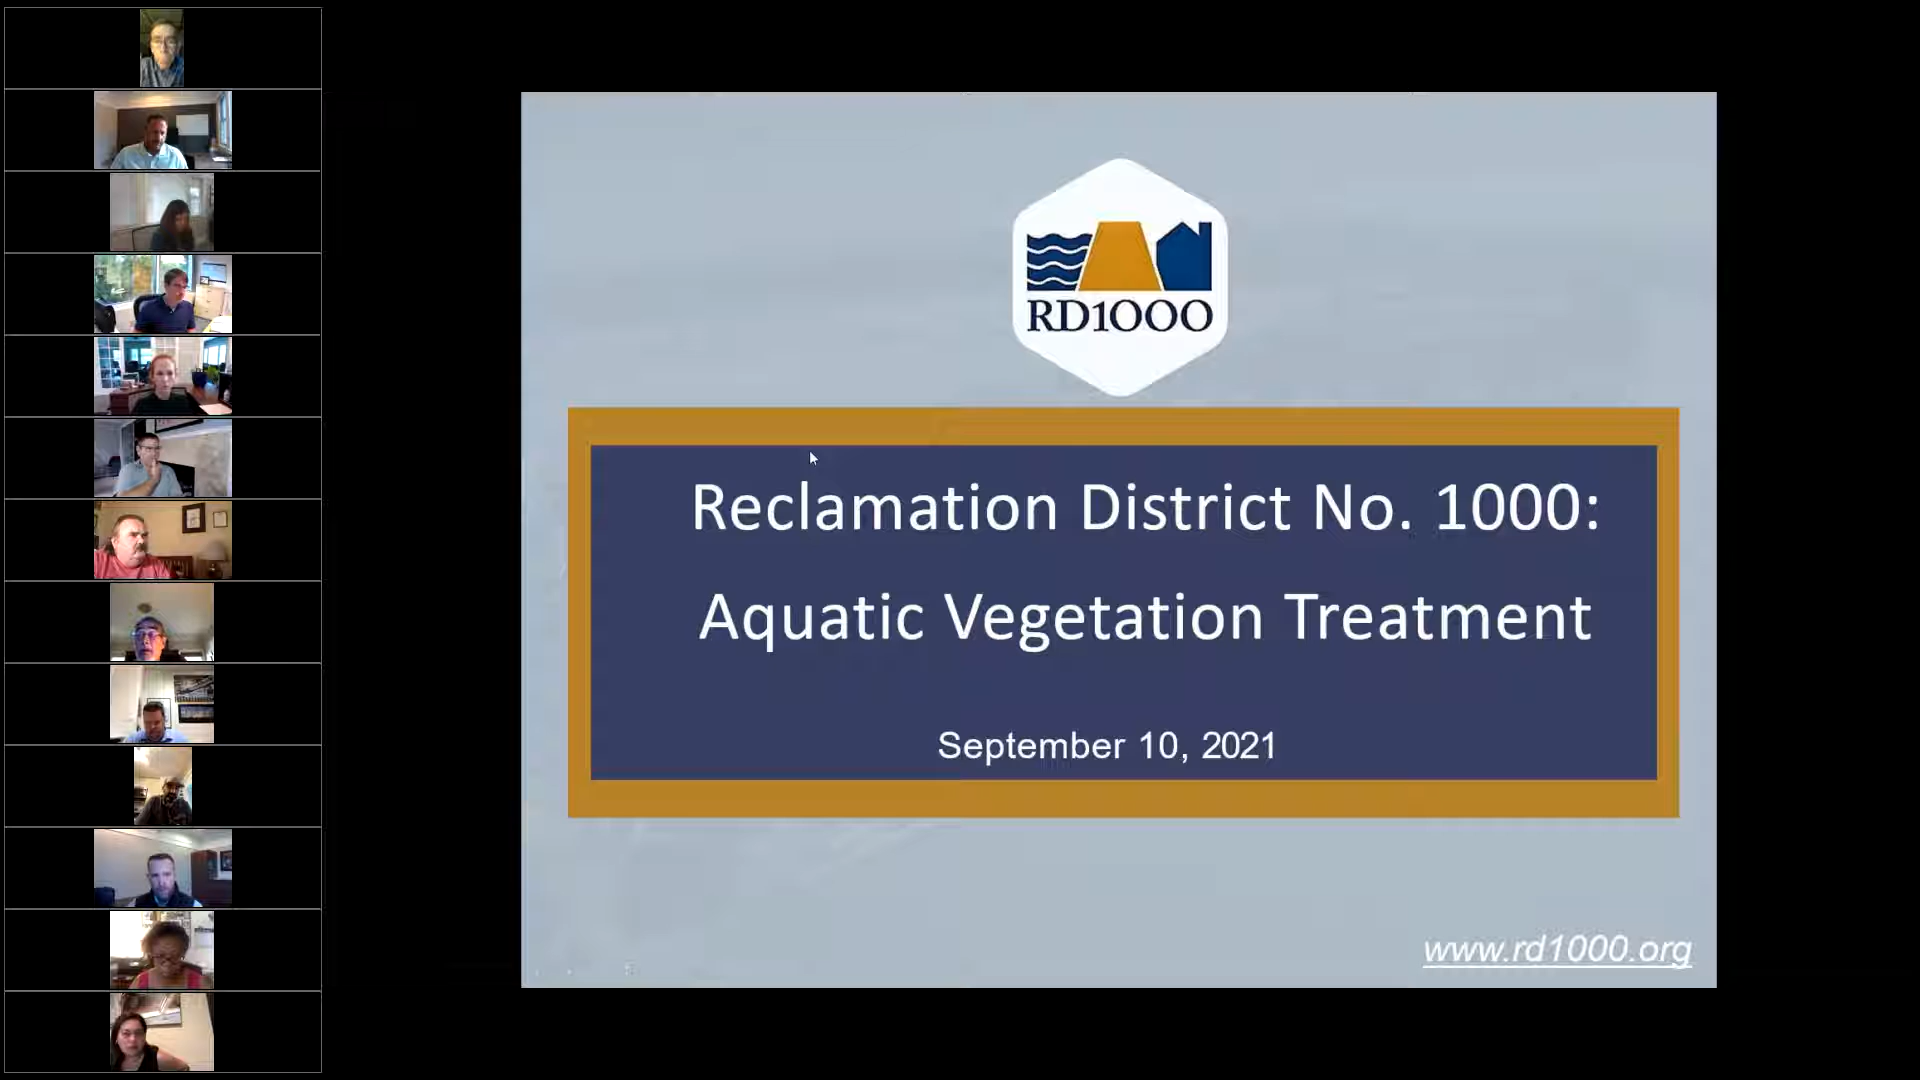 RD1000
Reclamation District No. 1000:
Aquatic Vegetation Treatment
September 10, 2021
www.rd1000.org